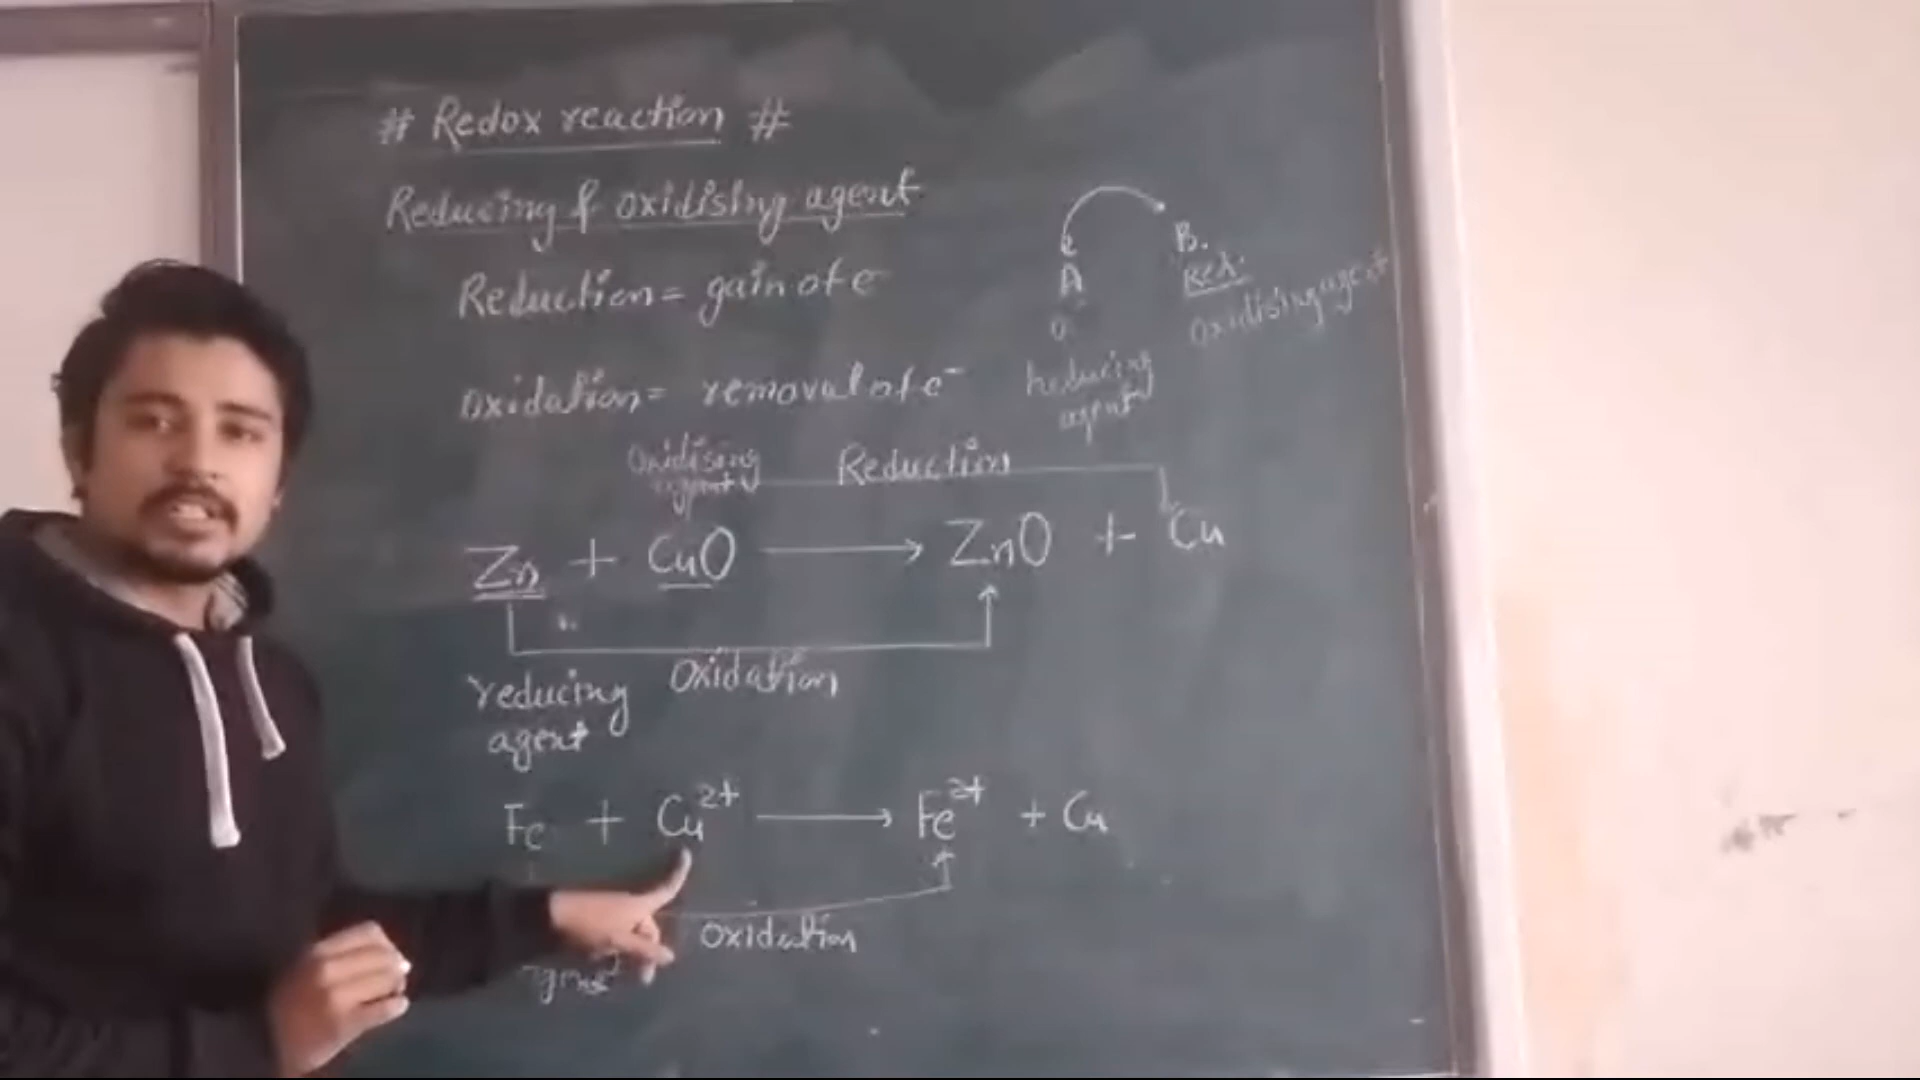 # Redox reaction #
Reducing & oxidising agent
Reduction = gain of e
oxidation = removal of e⁻
e
A
B.
Red.
oxidising agent
reducing
agent
Oxidising
agent
Reduction
Zn + CuO ⟶ ZnO + Cu
Oxidation
reducing
agent
Fe + Cu²⁺ ⟶ Fe²⁺ + Cu
oxidation
agent